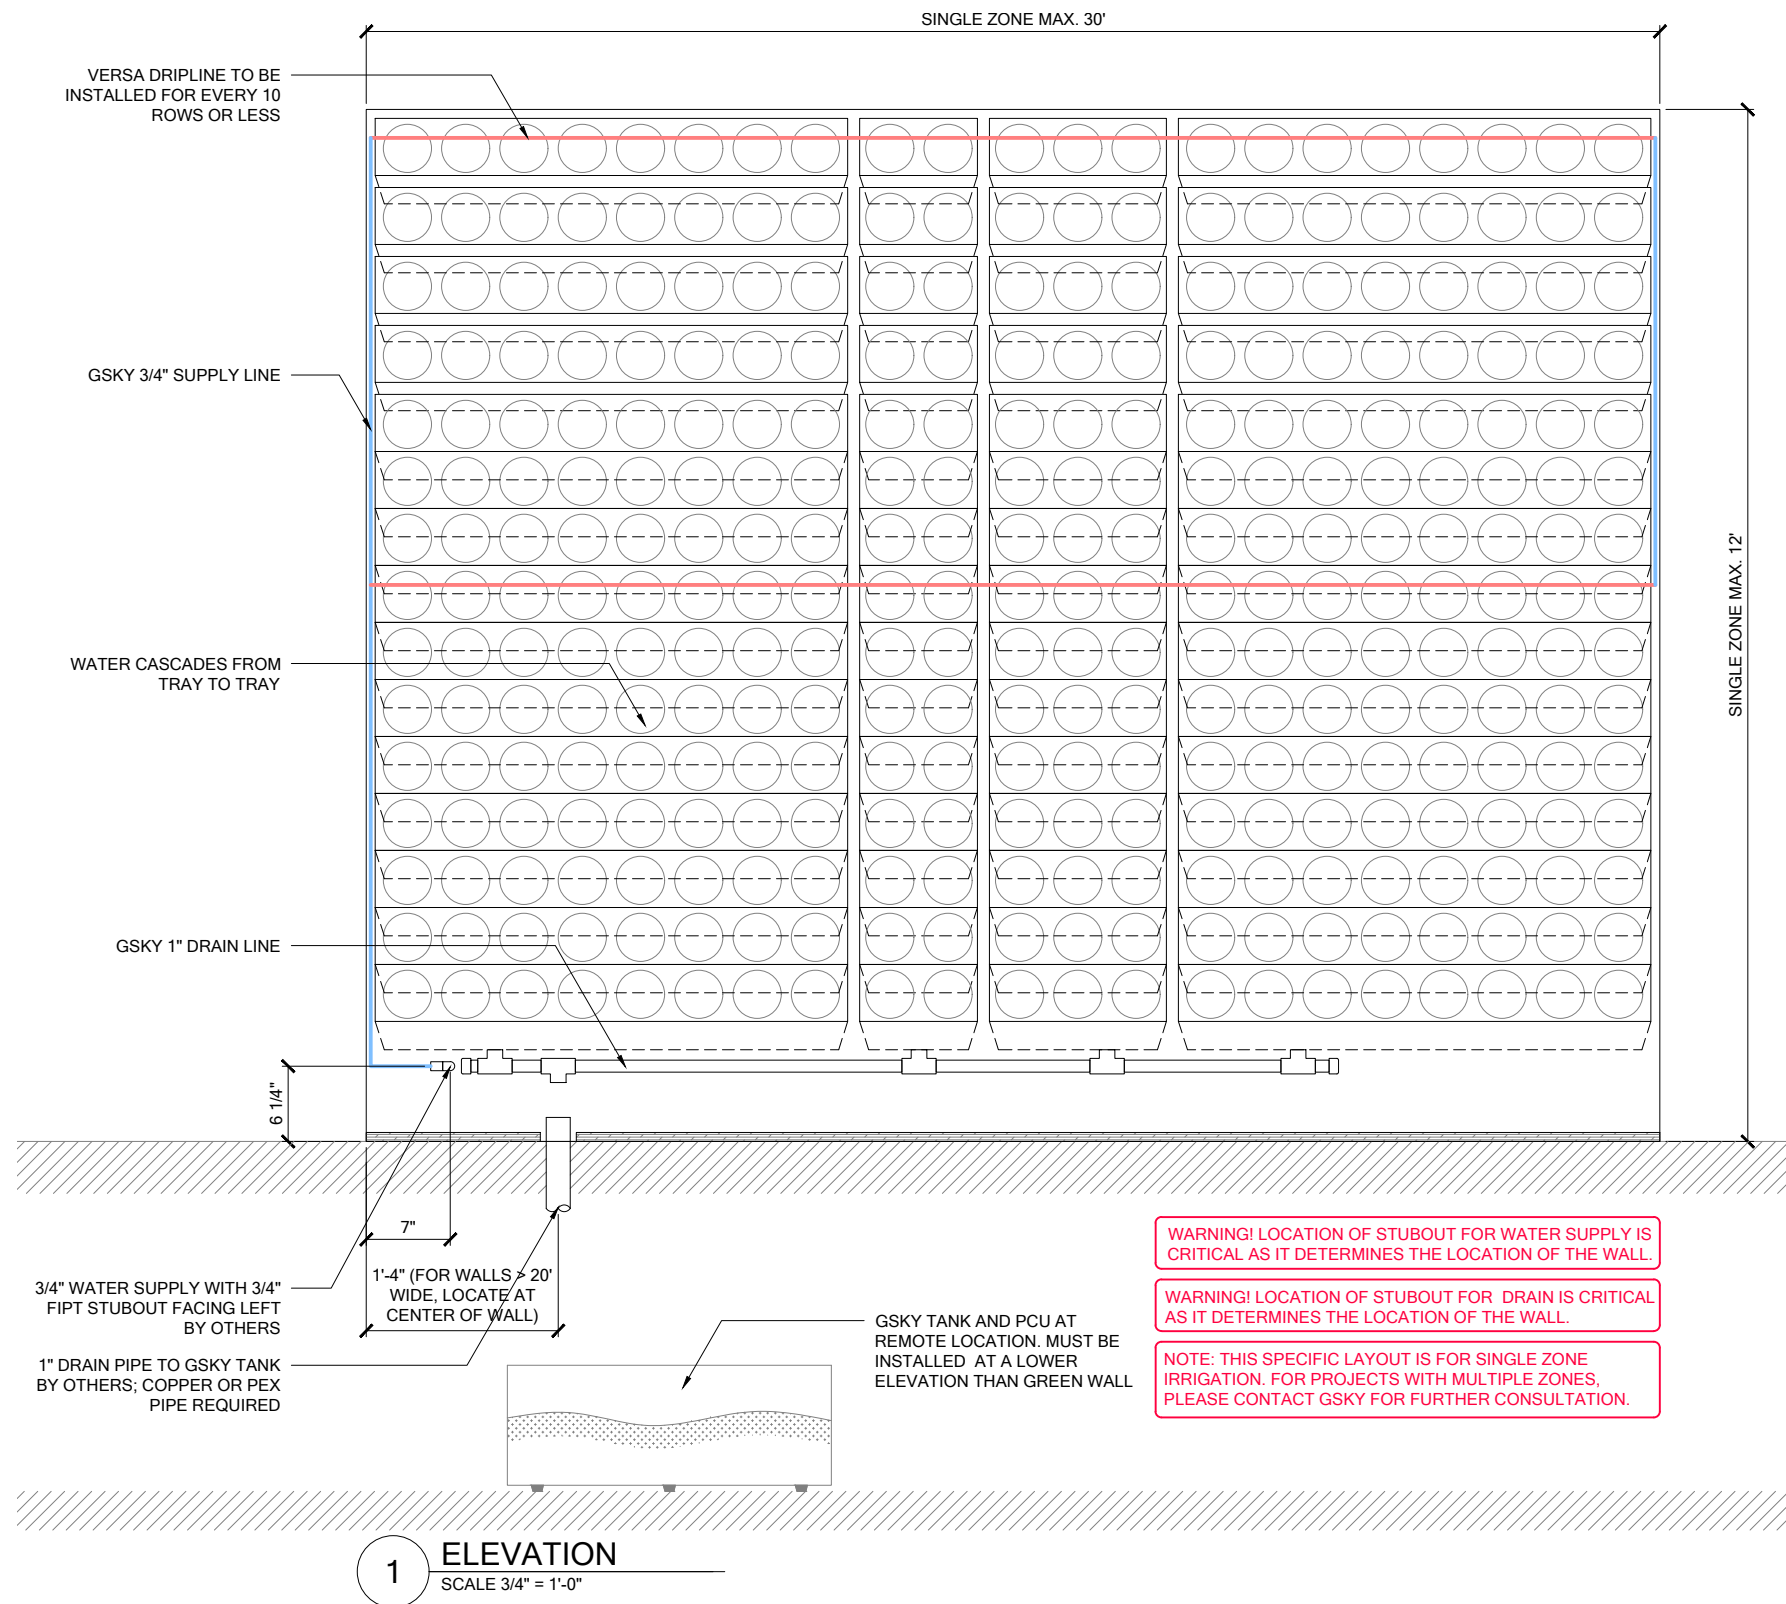 SINGLE ZONE MAX. 30'
VERSA DRIPLINE TO BE
INSTALLED FOR EVERY 10
ROWS OR LESS
GSKY 3/4" SUPPLY LINE
SINGLE ZONE MAX. 12'
WATER CASCADES FROM
TRAY TO TRAY
GSKY 1" DRAIN LINE
6 1/4"
7"
3/4" WATER SUPPLY WITH 3/4"
FIPT STUBOUT FACING LEFT
BY OTHERS
1'-4" (FOR WALLS > 20'
WIDE, LOCATE AT
CENTER OF WALL)
1" DRAIN PIPE TO GSKY TANK
BY OTHERS; COPPER OR PEX
PIPE REQUIRED
GSKY TANK AND PCU AT
REMOTE LOCATION. MUST BE
INSTALLED AT A LOWER
ELEVATION THAN GREEN WALL
WARNING! LOCATION OF STUBOUT FOR WATER SUPPLY IS
CRITICAL AS IT DETERMINES THE LOCATION OF THE WALL.
WARNING! LOCATION OF STUBOUT FOR DRAIN IS CRITICAL
AS IT DETERMINES THE LOCATION OF THE WALL.
NOTE: THIS SPECIFIC LAYOUT IS FOR SINGLE ZONE
IRRIGATION. FOR PROJECTS WITH MULTIPLE ZONES,
PLEASE CONTACT GSKY FOR FURTHER CONSULTATION.
1
ELEVATION
SCALE 3/4" = 1'-0"